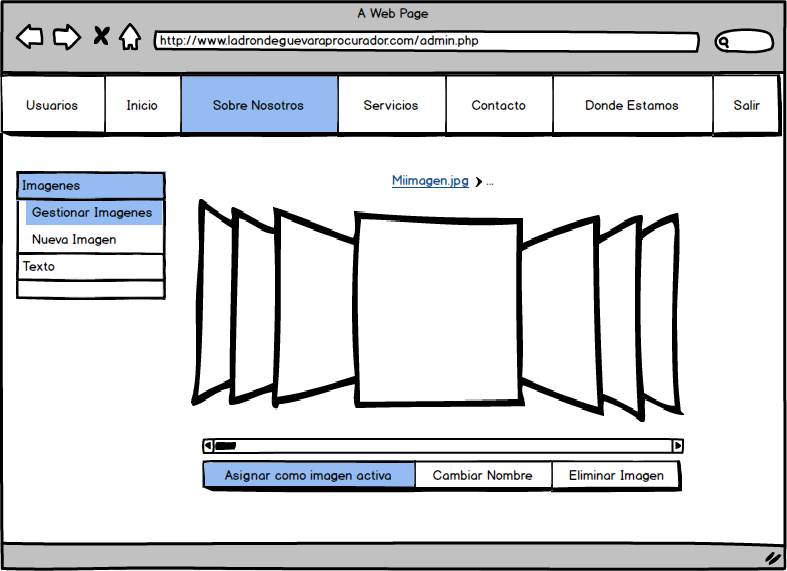 A Web Page
http://www.ladrondeguevaraprocurador.com/admin.php
Usuarios Inicio Sobre Nosotros Servicios Contacto Donde Estamos Salir
Imagenes
Gestionar Imagenes
Nueva Imagen
Texto
Miimagen.jpg > ...
Asignar como imagen activa Cambiar Nombre Eliminar Imagen